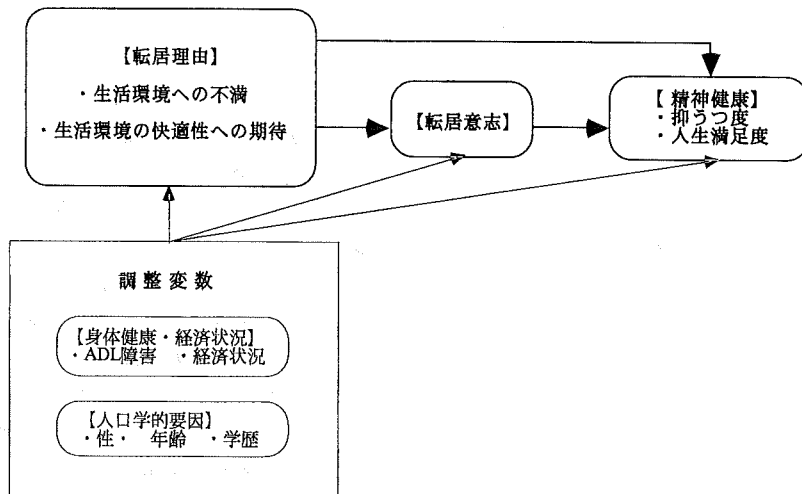 【転居理由】
・生活環境への不満
・生活環境の快適性への期待
【転居意志】
【精神健康】
・抑うつ度
・人生満足度
調整変数
【身体健康・経済状況】
・ADL障害 ・経済状況
【人口学的要因】
・性・ 年齢 ・学歴